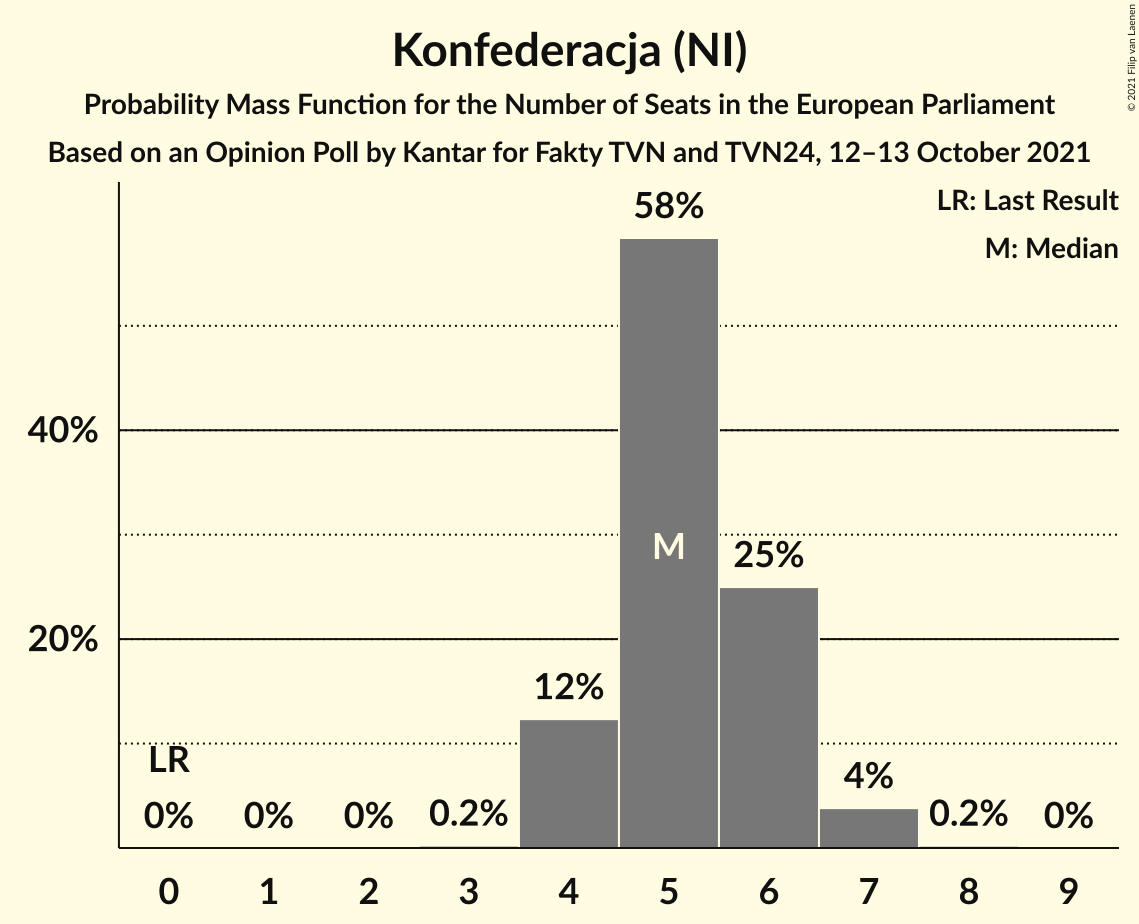 Konfederacja (NI)
Probability Mass Function for the Number of Seats in the European Parliament
Based on an Opinion Poll by Kantar for Fakty TVN and TVN24, 12–13 October 2021
© 2021 Filip van Laenen
LR: Last Result
M: Median
58%
40%
M
25%
20%
12%
LR
4%
0% 0% 0% 0.2% 0.2% 0%
0 1 2 3 4 5 6 7 8 9